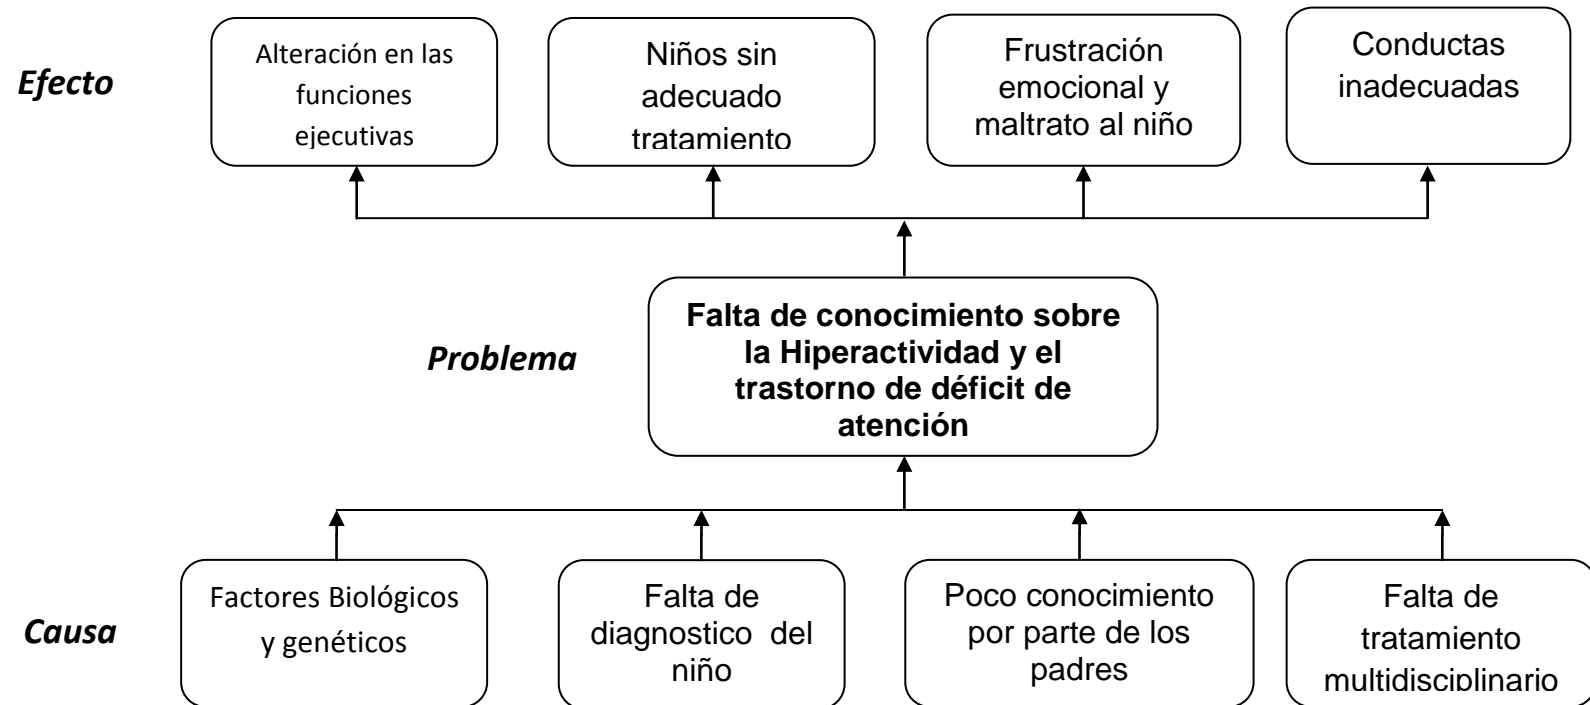 Efecto
Alteración en las
funciones
ejecutivas
Niños sin
adecuado
tratamiento
Frustración
emocional y
maltrato al niño
Conductas
inadecuadas
Problema
Falta de conocimiento sobre
la Hiperactividad y el
trastorno de déficit de
atención
Causa
Factores Biológicos
y genéticos
Falta de
diagnostico del
niño
Poco conocimiento
por parte de los
padres
Falta de
tratamiento
multidisciplinario